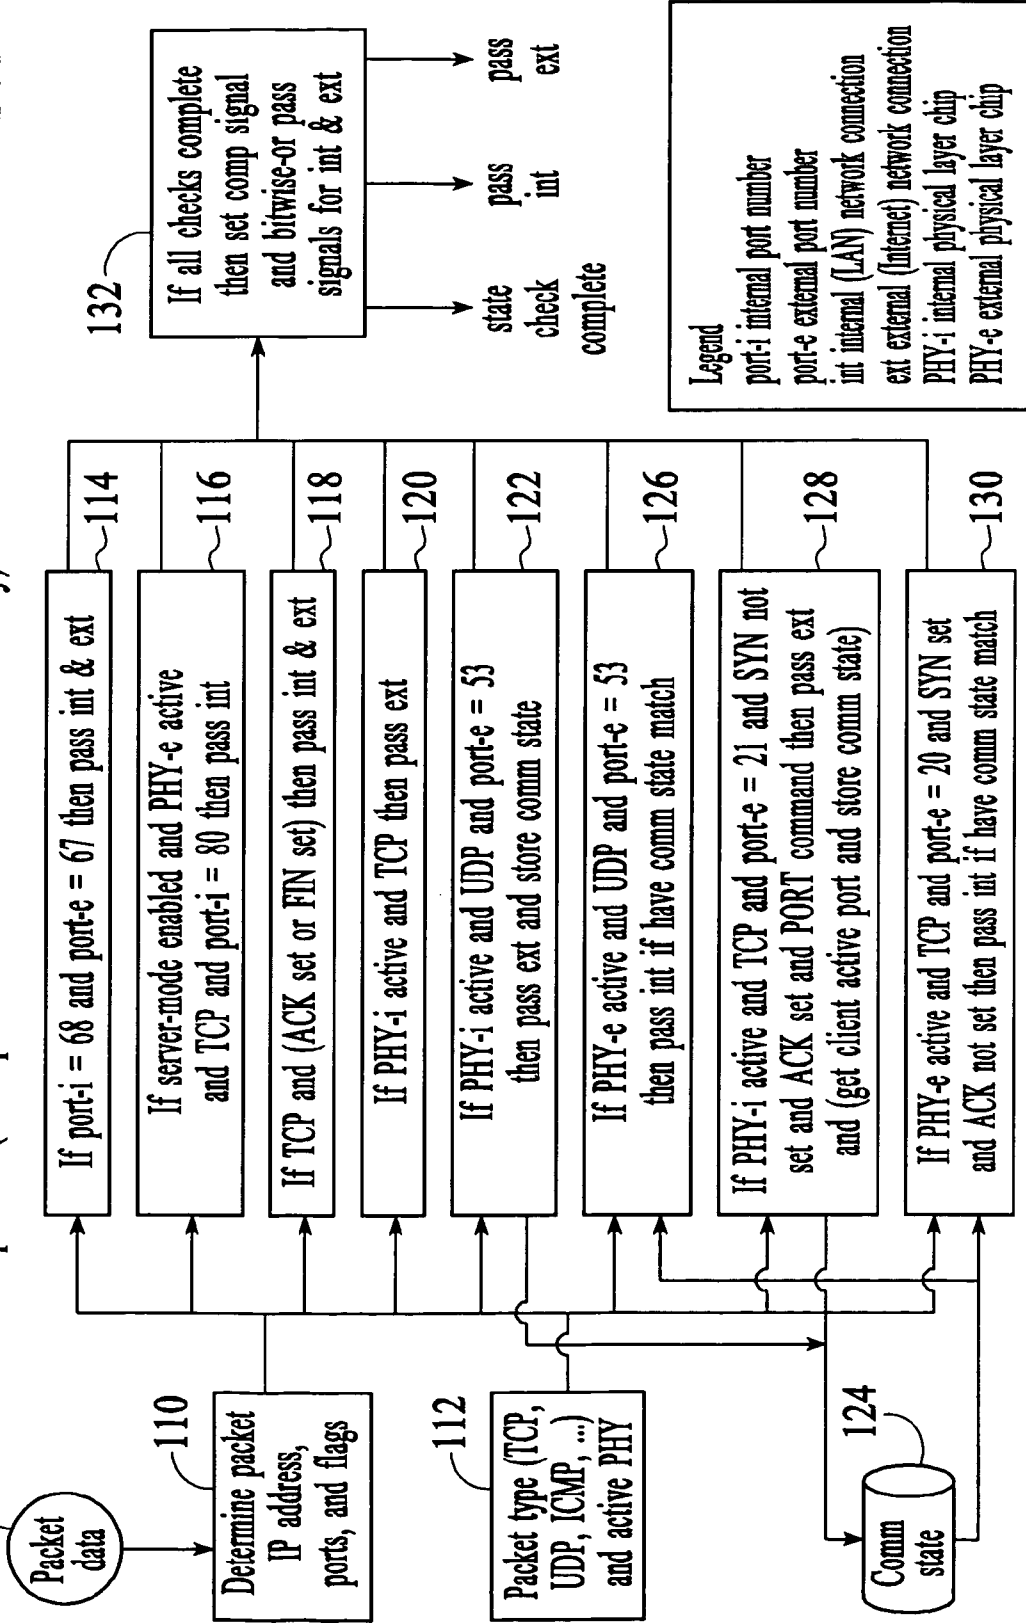 Packet
data
110
Determine packet
IP address,
ports, and flags
112
Packet type (TCP,
UDP, ICMP, ...)
and active PHY
124
Comm
state
If port-i = 68 and port-e = 67 then pass int & ext
114
If server-mode enabled and PHY-e active
and TCP and port-i = 80 then pass int
116
If TCP and (ACK set or FIN set) then pass int & ext
118
If PHY-i active and TCP then pass ext
120
If PHY-i active and UDP and port-e = 53
then pass ext and store comm state
122
If PHY-e active and UDP and port-e = 53
then pass int if have comm state match
126
If PHY-i active and TCP and port-e = 21 and SYN not
set and ACK set and PORT command then pass ext
and (get client active port and store comm state)
128
If PHY-e active and TCP and port-e = 20 and SYN set
and ACK not set then pass int if have comm state match
130
132
If all checks complete
then set comp signal
and bitwise-or pass
signals for int & ext
state
check
complete
pass
int
pass
ext
Legend
port-i internal port number
port-e external port number
int internal (LAN) network connection
ext external (Internet) network connection
PHY-i internal physical layer chip
PHY-e external physical layer chip